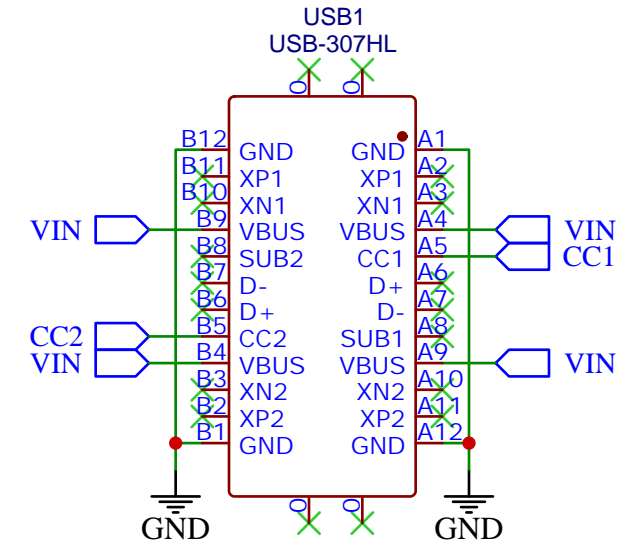 USB1
USB-307HL
0 0
B12 GND GND A1
B11 XP1 XP1 A2
B10 XN1 XN1 A3
VIN B9 VBUS VBUS A4 VIN
B8 SUB2 CC1 A5 CC1
B7 D- D+ A6
B6 D+ D- A7
CC2 B5 CC2 SUB1 A8
VIN B4 VBUS VBUS A9 VIN
B3 XN2 XN2 A10
B2 XP2 XP2 A11
B1 GND GND A12
0 0
GND GND